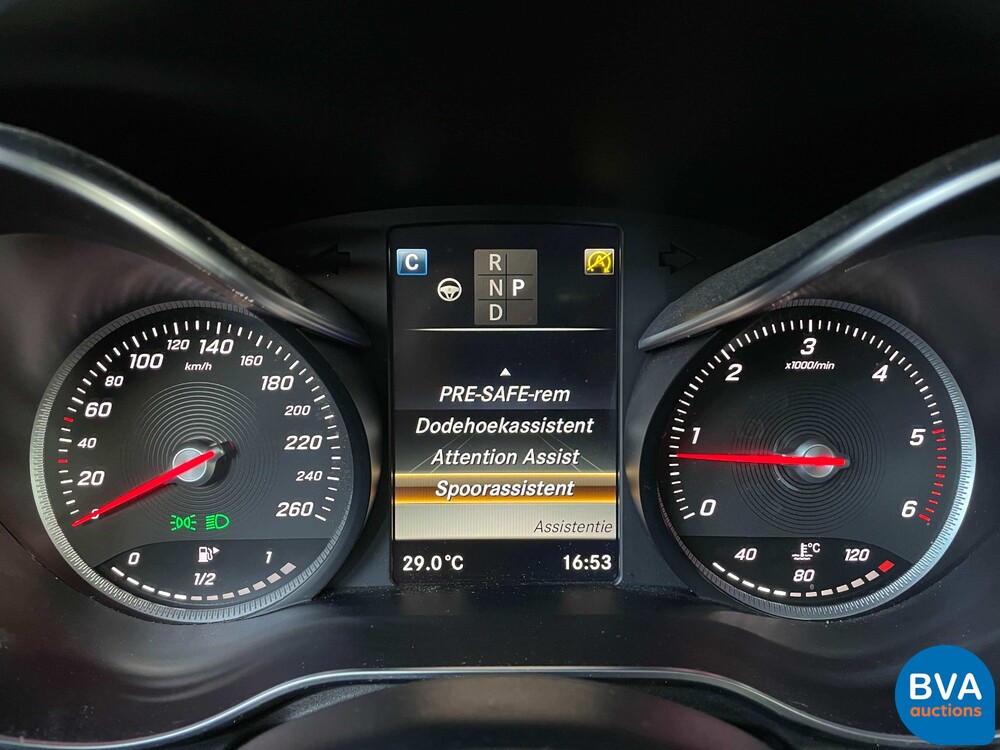 C
R
N P
D
PRE-SAFE-rem
Dodehoekassistent
Attention Assist
Spoorassistent
Assistentie
29.0°C 16:53
0
20
40
60
80
100
120
140
160
180
200
220
240
260
km/h
0 1/2 1
0
1
2
3
4
5
6
x1000/min
40 80 120
°C
BVA
auctions